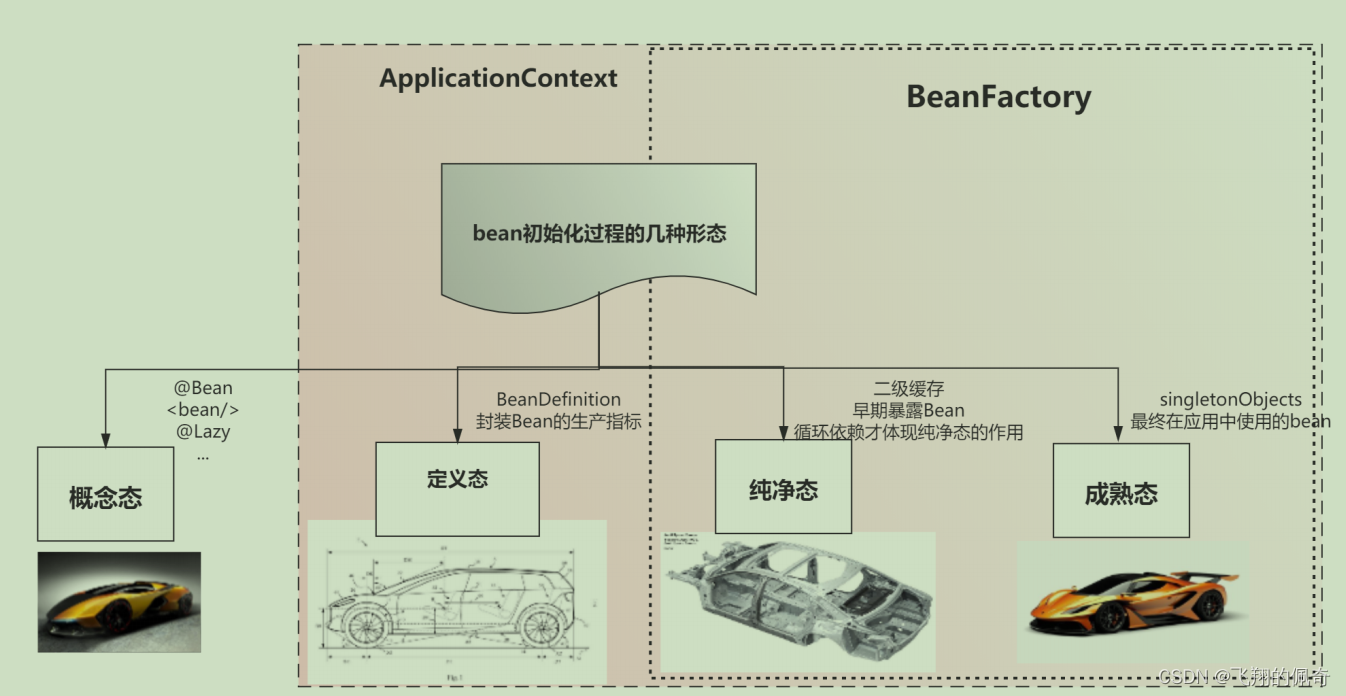 ApplicationContext
BeanFactory
bean初始化过程的几种形态
@Bean
<bean/>
@Lazy
...
BeanDefinition
封装Bean的生产指标
二级缓存
早期暴露Bean
循环依赖才体现纯净态的作用
singletonObjects
最终在应用中使用的bean
概念态
定义态
纯净态
成熟态
Fig.1
CSDN @飞翔的佩奇